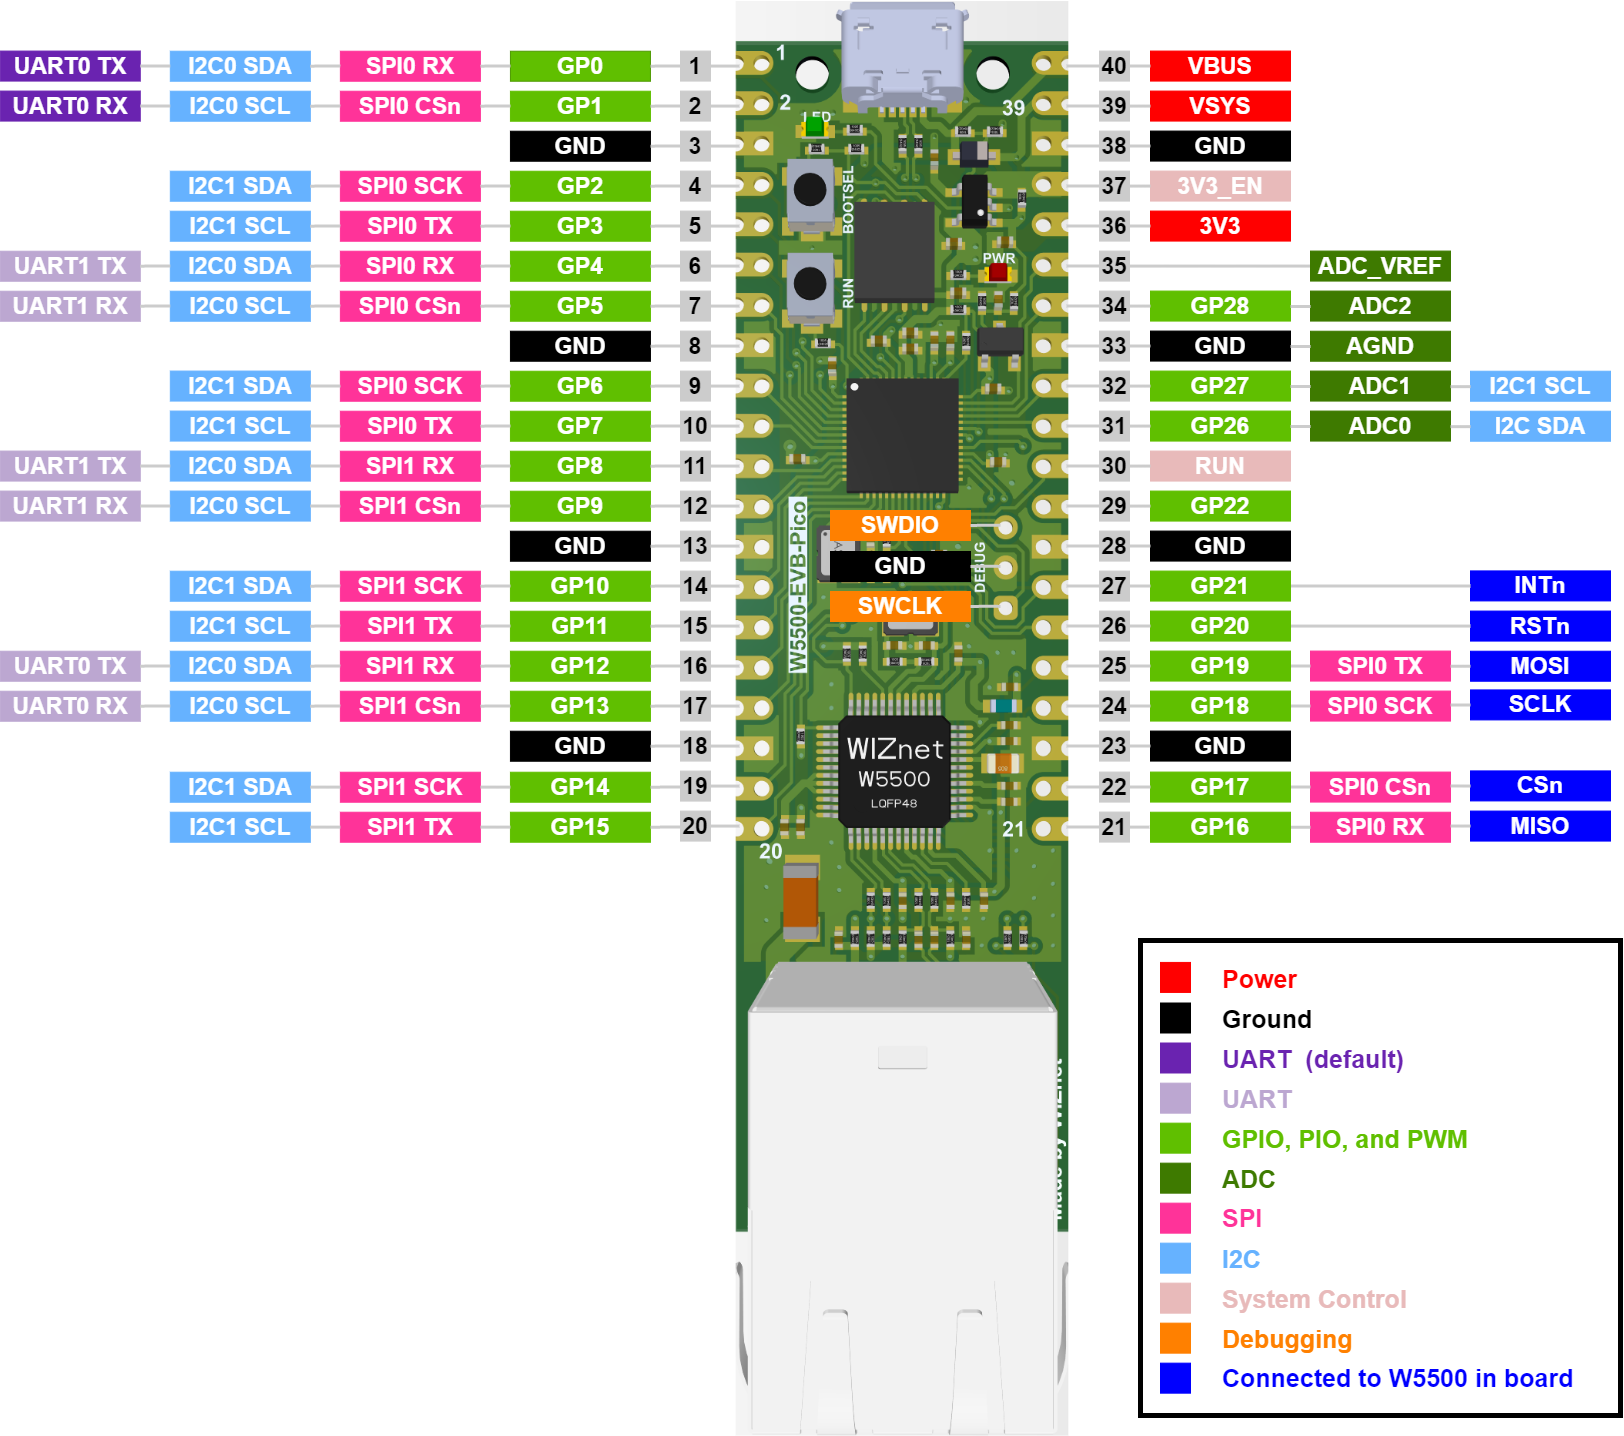 UART0 TX I2C0 SDA SPI0 RX GP0 1 1 40 VBUS
UART0 RX I2C0 SCL SPI0 CSn GP1 2 2 39 39 VSYS
LED
GND 3 38 GND
I2C1 SDA SPI0 SCK GP2 4 BOOTSEL 37 3V3_EN
I2C1 SCL SPI0 TX GP3 5 36 3V3
UART1 TX I2C0 SDA SPI0 RX GP4 6 PWR 35 ADC_VREF
UART1 RX I2C0 SCL SPI0 CSn GP5 7 RUN 34 GP28 ADC2
GND 8 33 GND AGND
I2C1 SDA SPI0 SCK GP6 9 32 GP27 ADC1 I2C1 SCL
I2C1 SCL SPI0 TX GP7 10 31 GP26 ADC0 I2C SDA
UART1 TX I2C0 SDA SPI1 RX GP8 11 30 RUN
UART1 RX I2C0 SCL SPI1 CSn GP9 12 29 GP22
SWDIO
GND 13 28 GND
GND DEBUG
I2C1 SDA SPI1 SCK GP10 14 W5500-EVB-Pico 27 GP21 INTn
SWCLK
I2C1 SCL SPI1 TX GP11 15 26 GP20 RSTn
UART0 TX I2C0 SDA SPI1 RX GP12 16 25 GP19 SPI0 TX MOSI
UART0 RX I2C0 SCL SPI1 CSn GP13 17 24 GP18 SPI0 SCK SCLK
GND 18 WIZnet 23 GND
W5500
I2C1 SDA SPI1 SCK GP14 19 22 GP17 SPI0 CSn CSn
LQFP48
I2C1 SCL SPI1 TX GP15 20 21 21 GP16 SPI0 RX MISO
20
Made by WIZnet
Power
Ground
UART (default)
UART
GPIO, PIO, and PWM
ADC
SPI
I2C
System Control
Debugging
Connected to W5500 in board